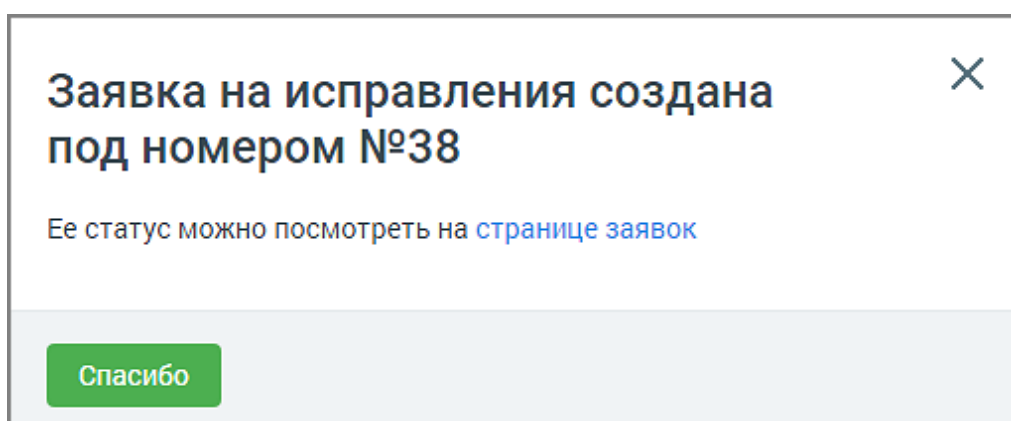 Заявка на исправления создана
под номером №38
Ее статус можно посмотреть на странице заявок
Спасибо